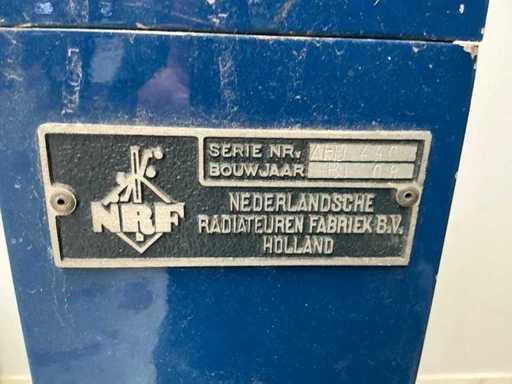 NRF
SERIE NR.
BOUWJAAR
NEDERLANDSCHE
RADIATEUREN FABRIEK B.V.
HOLLAND